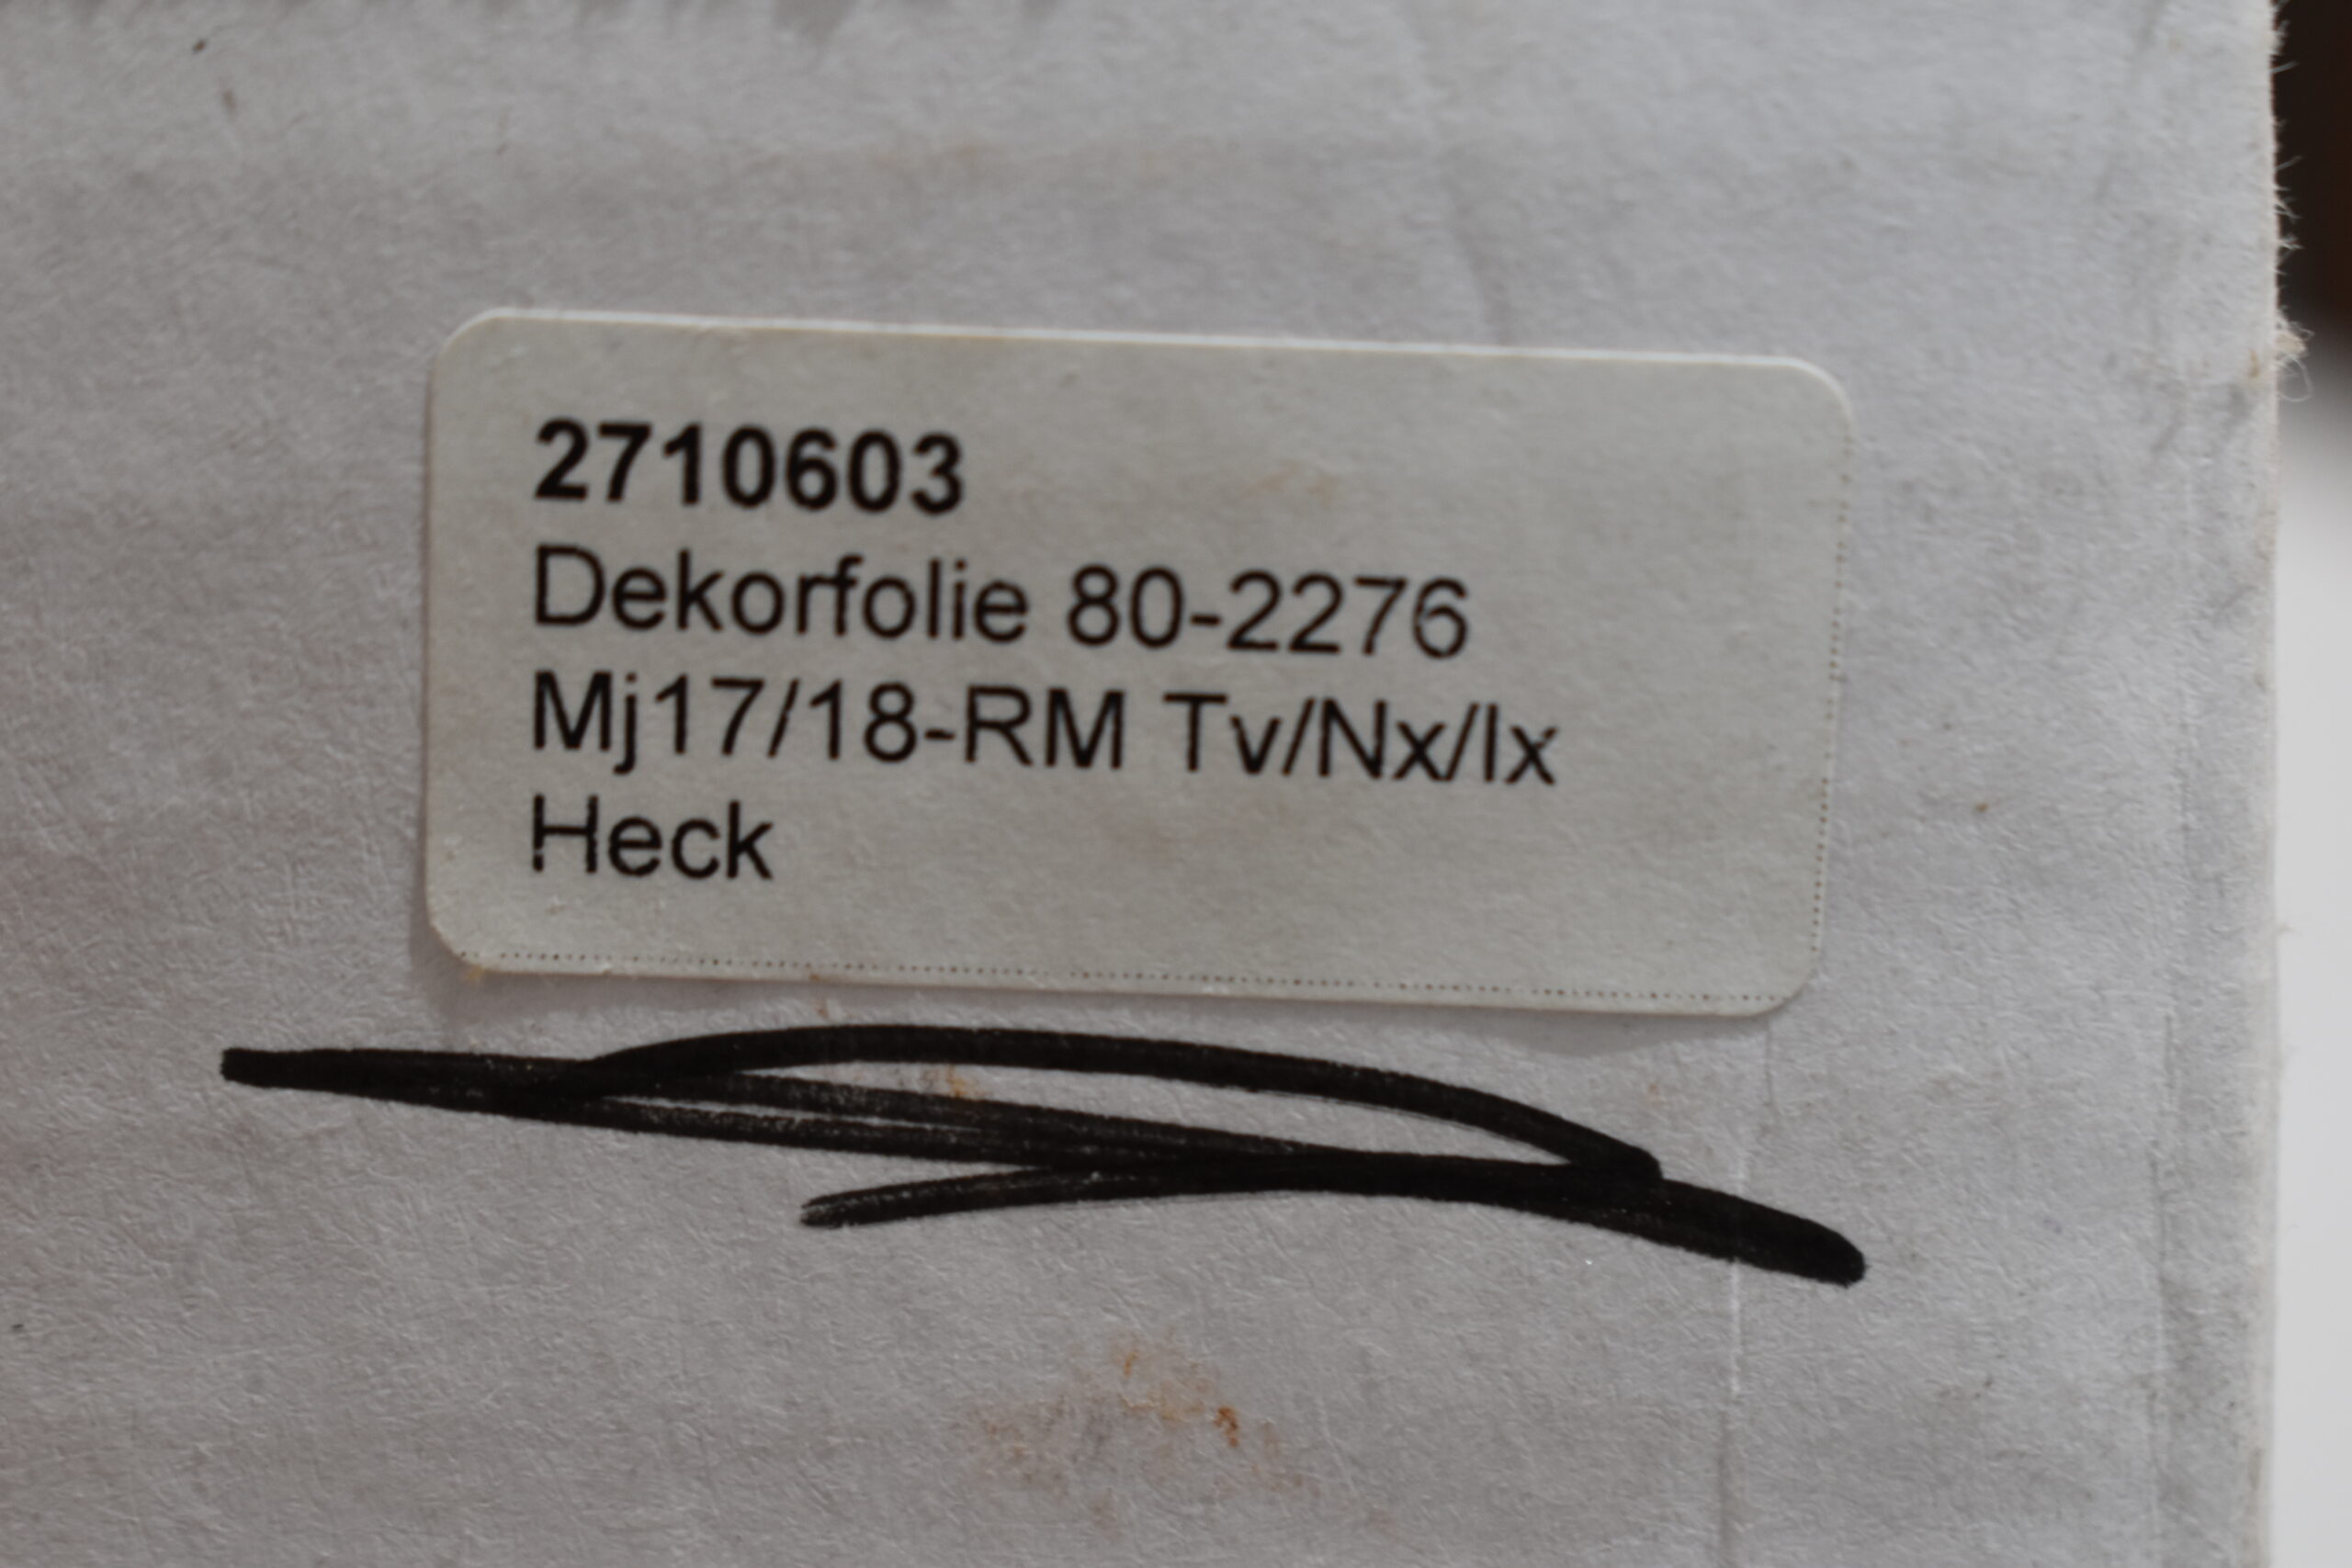 2710603
Dekorfolie 80-2276
Mj17/18-RM Tv/Nx/Ix
Heck